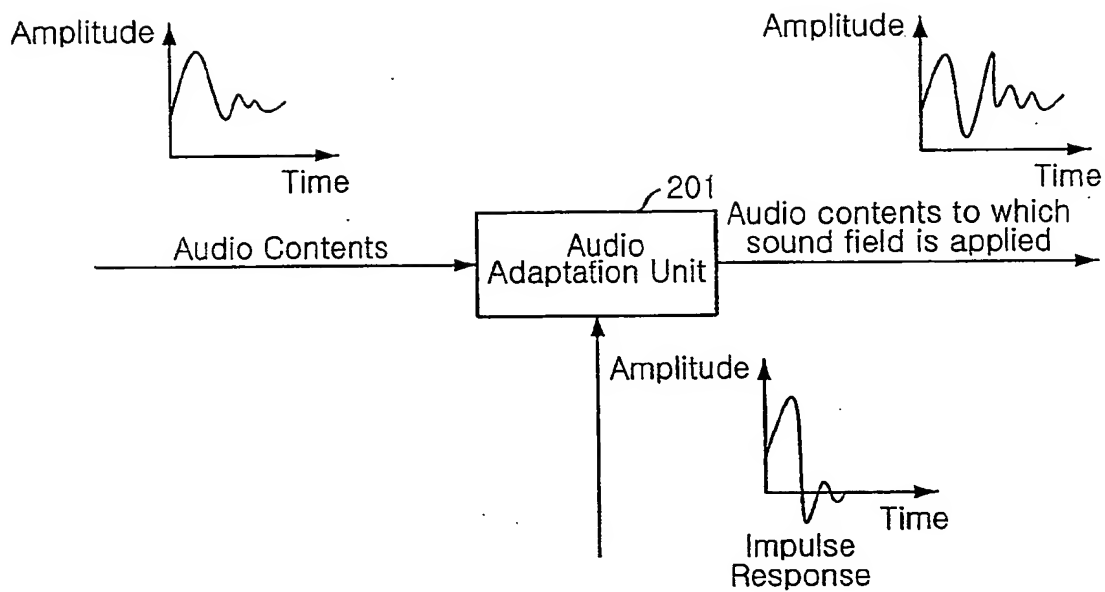 Amplitude
Time
Amplitude
Time
201
Audio Contents
Audio
Adaptation Unit
Audio contents to which
sound field is applied
Amplitude
Time
Impulse
Response